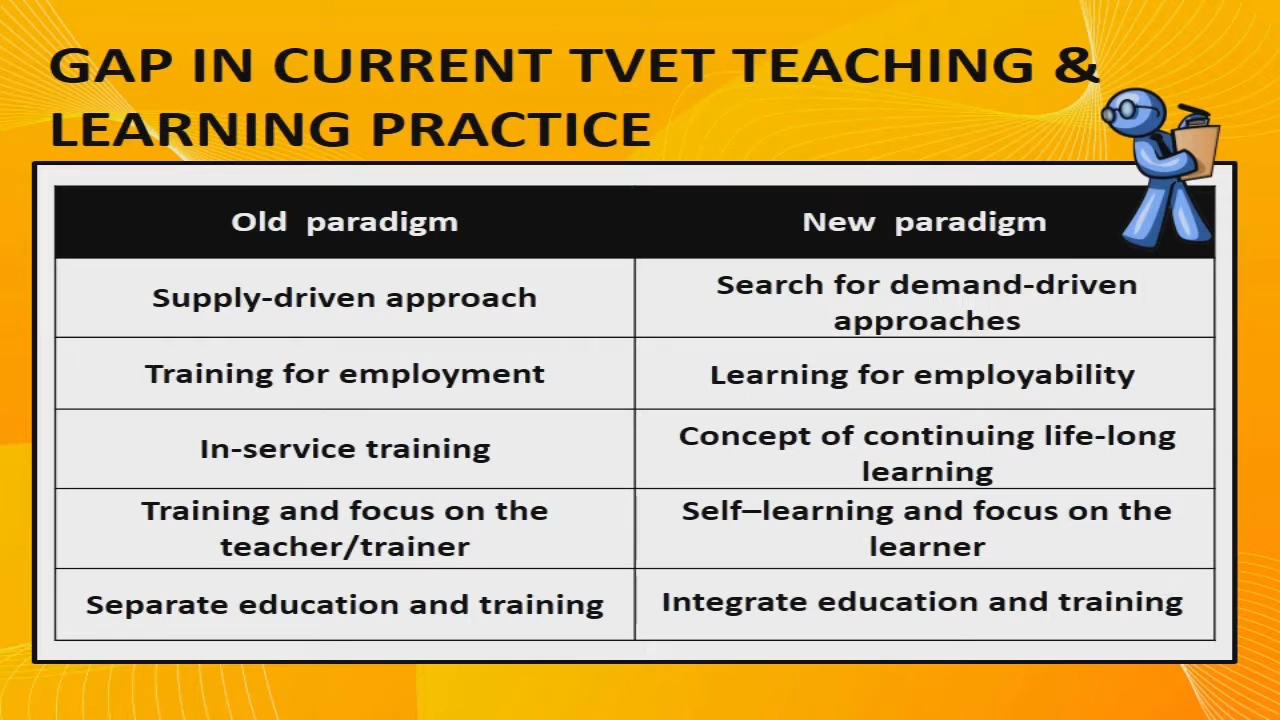 GAP IN CURRENT TVET TEACHING &
LEARNING PRACTICE
Old paradigm
New paradigm
Supply-driven approach
Search for demand-driven
approaches
Training for employment
Learning for employability
In-service training
Concept of continuing life-long
learning
Training and focus on the
teacher/trainer
Self–learning and focus on the
learner
Separate education and training
Integrate education and training